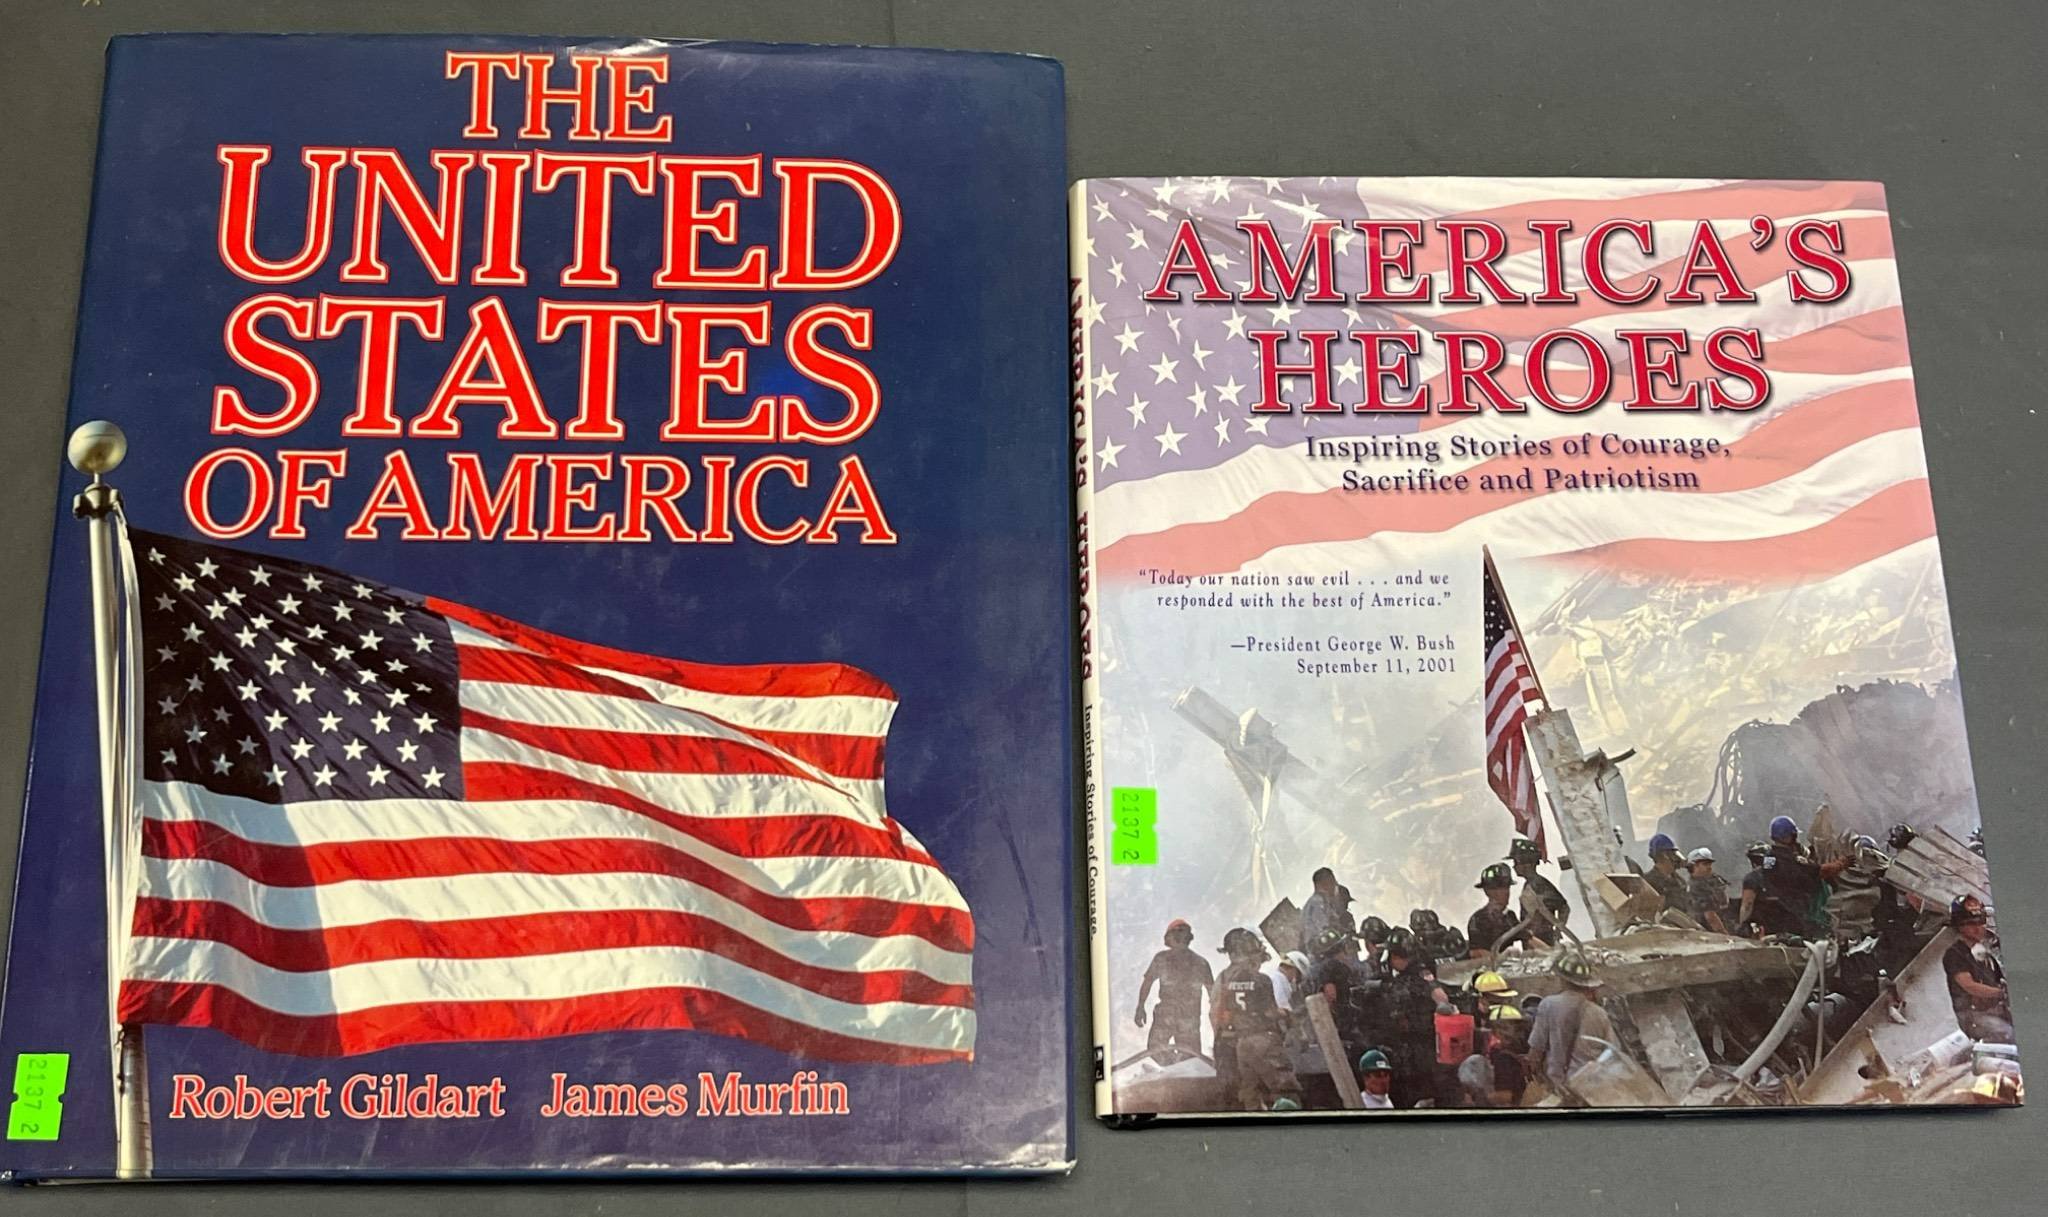 THE
UNITED
STATES
OF AMERICA
Robert Gildart James Murfin
2137 2
AMERICA'S
HEROES
Inspiring Stories of Courage,
Sacrifice and Patriotism
“Today our nation saw evil . . . and we
responded with the best of America.”
—President George W. Bush
September 11, 2001
2137 2
RESCUE
5
AMERICA'S HEROES Inspiring Stories of Courage,